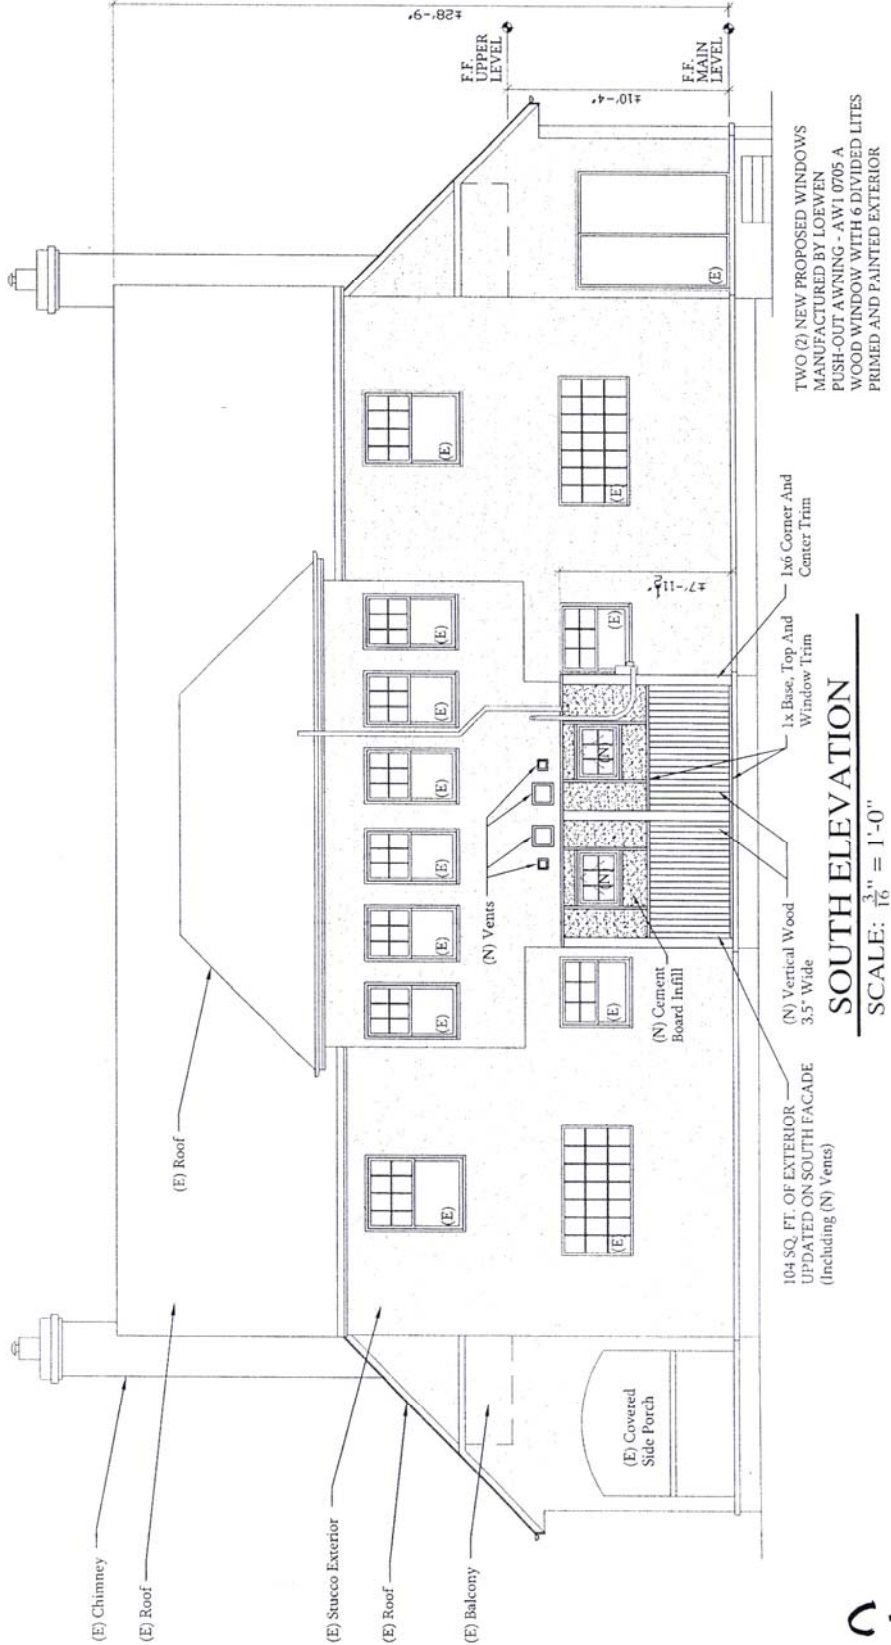 (E) Chimney
(E) Roof
(E) Roof
(E) Stucco Exterior
(E) Roof
(E) Balcony
(E) Covered
Side Porch
(E)
(E)
(E)
(E)
(E)
(E)
(E)
(E)
(E)
(E)
(E)
(E)
(E)
(E)
(N) Vents
(N)
(N)
(N) Cement
Board Infill
F.F.
UPPER
LEVEL
F.F.
MAIN
LEVEL
±28'-9"
±10'-4"
±7'-11½"
104 SQ. FT. OF EXTERIOR
UPDATED ON SOUTH FACADE
(Including (N) Vents)
(N) Vertical Wood
3.5" Wide
1x Base, Top And
Window Trim
1x6 Corner And
Center Trim
TWO (2) NEW PROPOSED WINDOWS
MANUFACTURED BY LOEWEN
PUSH-OUT AWNING - AW1 0705 A
WOOD WINDOW WITH 6 DIVIDED LITES
PRIMED AND PAINTED EXTERIOR
SOUTH ELEVATION
SCALE: 3/16" = 1'-0"